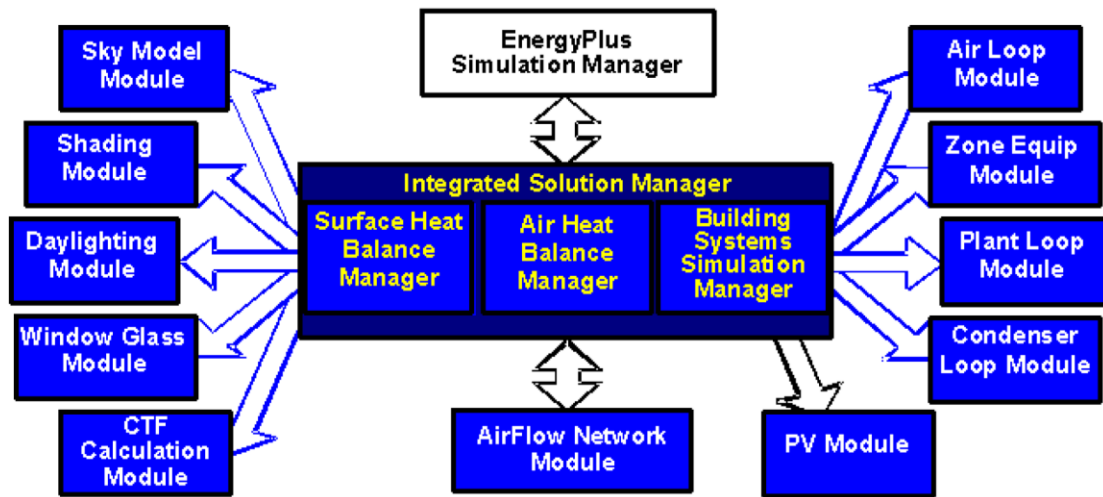 EnergyPlus
Simulation Manager
Sky Model
Module
Shading
Module
Daylighting
Module
Window Glass
Module
CTF
Calculation
Module
Integrated Solution Manager
Surface Heat
Balance
Manager
Air Heat
Balance
Manager
Building
Systems
Simulation
Manager
Air Loop
Module
Zone Equip
Module
Plant Loop
Module
Condenser
Loop Module
AirFlow Network
Module
PV Module